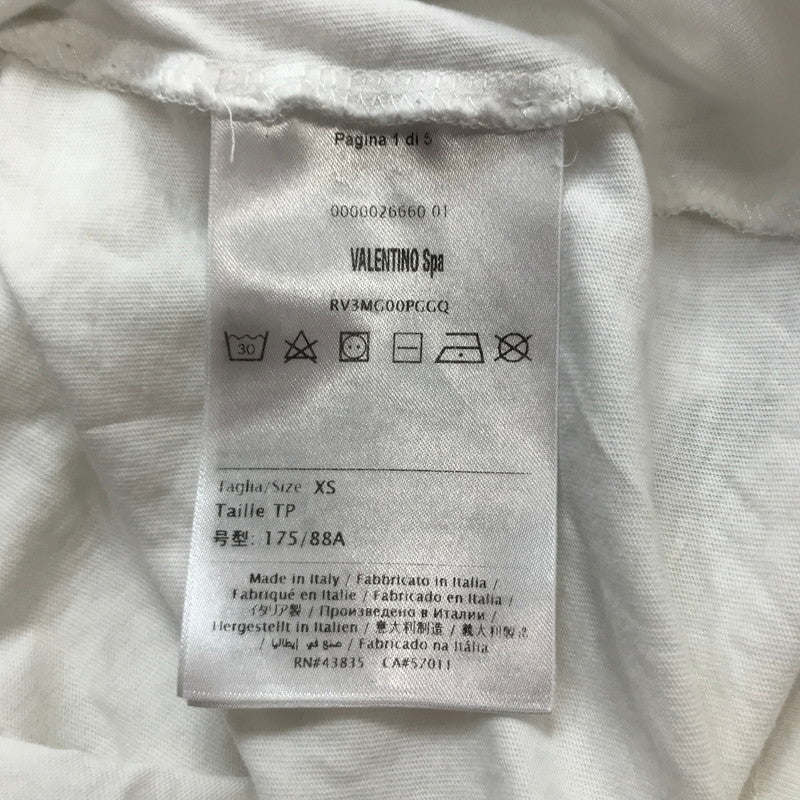 Pagina 1 di 5
0000026660 01
VALENTINO Spa
RV3MG00PGGQ
30
Taglia/Size XS
Taille TP
号型: 175/88A
Made in Italy / Fabbricato in Italia /
Fabriqué en Italie / Fabricado en Italia /
イタリア製 / Произведено в Италии /
Hergestellt in Italien / 意大利制造 / 義大利製造
/ صنع في إيطاليا / Fabricado na Itália
RN#43835 CA#57011